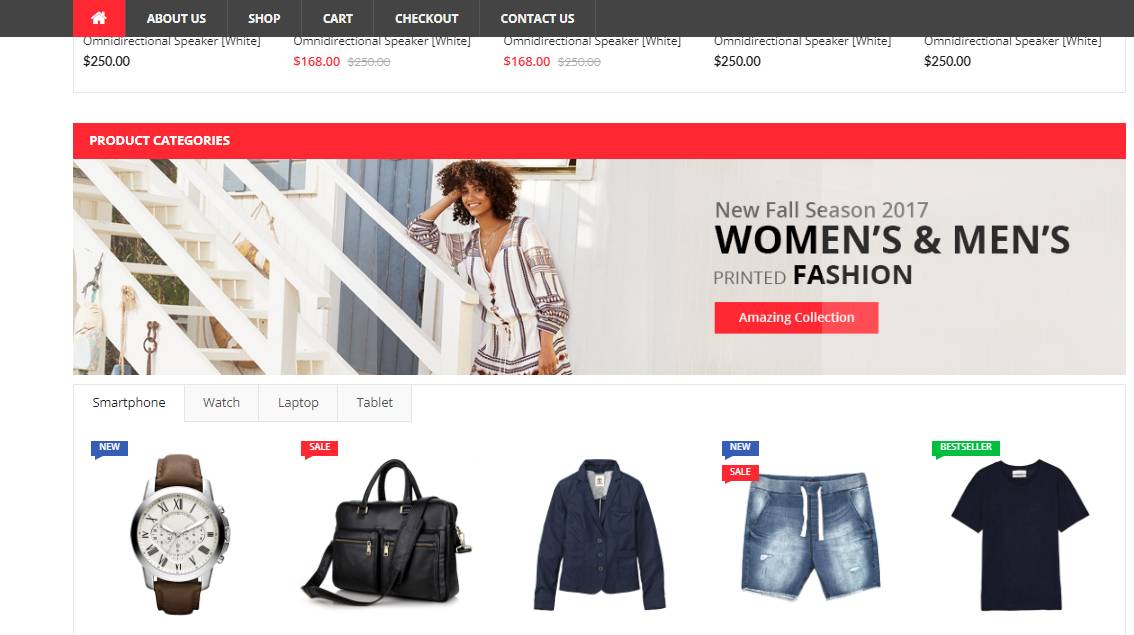 ABOUT US SHOP CART CHECKOUT CONTACT US
Omnidirectional Speaker [White] Omnidirectional Speaker [White] Omnidirectional Speaker [White] Omnidirectional Speaker [White] Omnidirectional Speaker [White]
$250.00 $168.00 $250.00 $168.00 $250.00 $250.00 $250.00
PRODUCT CATEGORIES
New Fall Season 2017
WOMEN'S & MEN'S
PRINTED FASHION
Amazing Collection
Smartphone Watch Laptop Tablet
NEW SALE NEW BESTSELLER
SALE